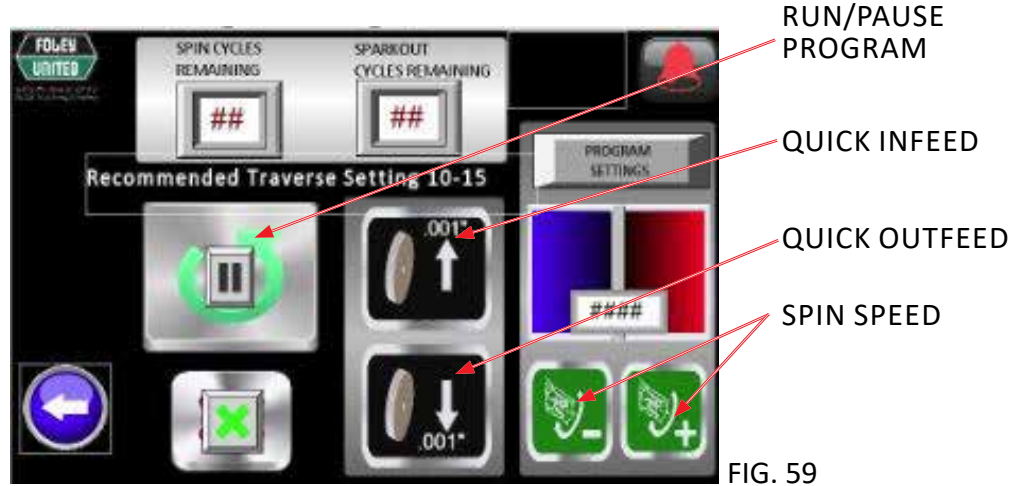 RUN/PAUSE
PROGRAM
FOLEY
UNITED
SPIN CYCLES
REMAINING
##
SPARKOUT
CYCLES REMAINING
##
QUICK INFEED
PROGRAM
SETTINGS
Recommended Traverse Setting 10-15
.001"
QUICK OUTFEED
####
SPIN SPEED
.001"
-
+
FIG. 59